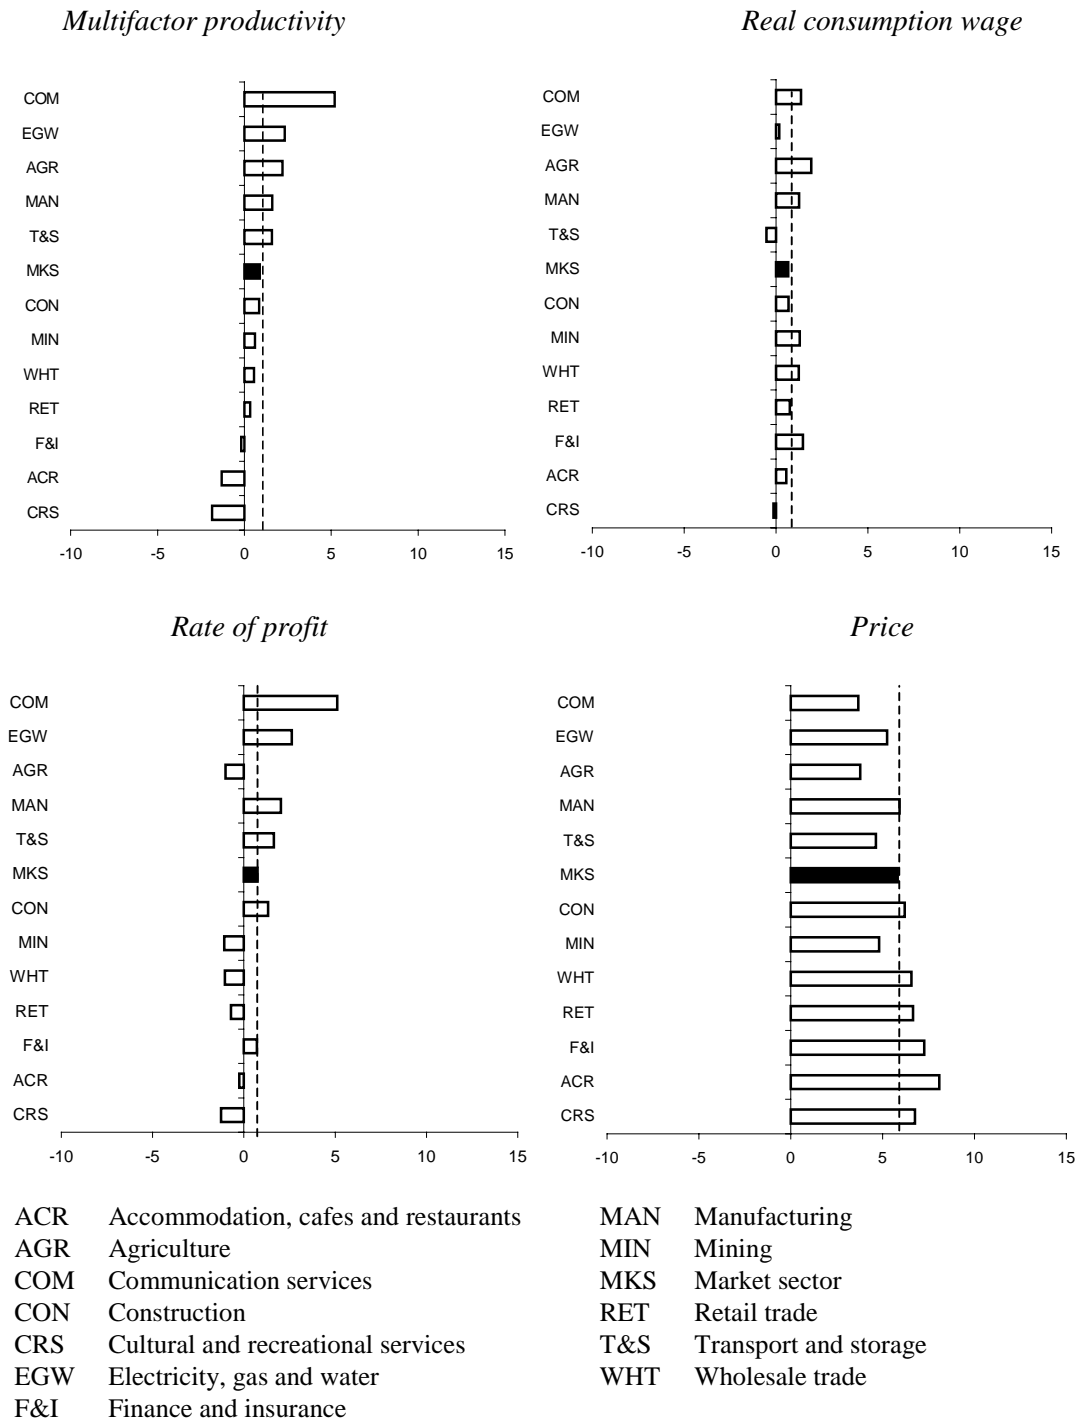 Multifactor productivity
COM
EGW
AGR
MAN
T&S
MKS
CON
MIN
WHT
RET
F&I
ACR
CRS
-10 -5 0 5 10 15
Real consumption wage
COM
EGW
AGR
MAN
T&S
MKS
CON
MIN
WHT
RET
F&I
ACR
CRS
-10 -5 0 5 10 15
Rate of profit
COM
EGW
AGR
MAN
T&S
MKS
CON
MIN
WHT
RET
F&I
ACR
CRS
-10 -5 0 5 10 15
Price
COM
EGW
AGR
MAN
T&S
MKS
CON
MIN
WHT
RET
F&I
ACR
CRS
-10 -5 0 5 10 15
ACR Accommodation, cafes and restaurants
AGR Agriculture
COM Communication services
CON Construction
CRS Cultural and recreational services
EGW Electricity, gas and water
F&I Finance and insurance
MAN Manufacturing
MIN Mining
MKS Market sector
RET Retail trade
T&S Transport and storage
WHT Wholesale trade